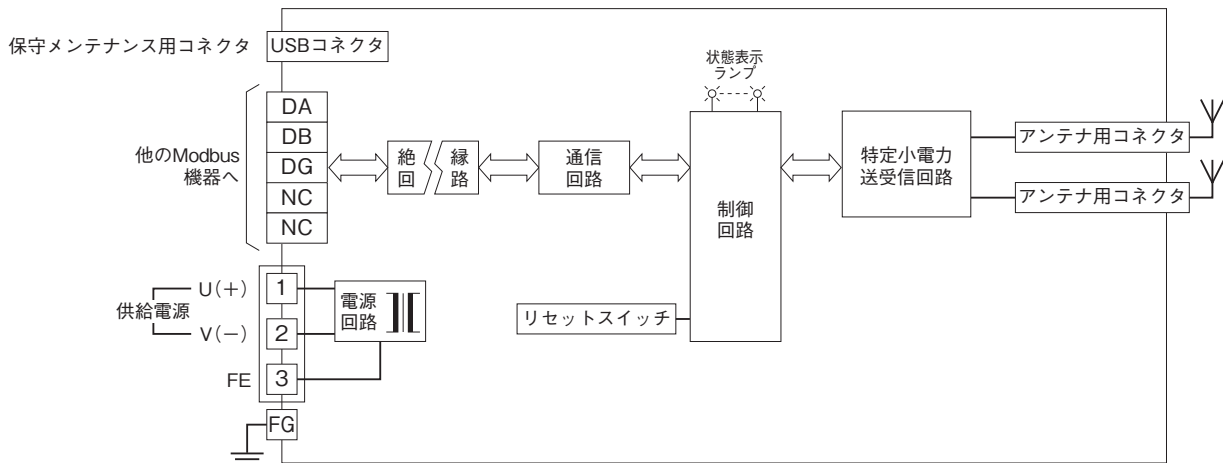 保守メンテナンス用コネクタ
USBコネクタ
状態表示
ランプ
他のModbus
機器へ
DA
DB
DG
NC
NC
絶 縁
回 路
通信
回路
制御
回路
特定小電力
送受信回路
アンテナ用コネクタ
アンテナ用コネクタ
リセットスイッチ
供給電源
U(+)
V(-)
FE
1
2
3
電源
回路
FG